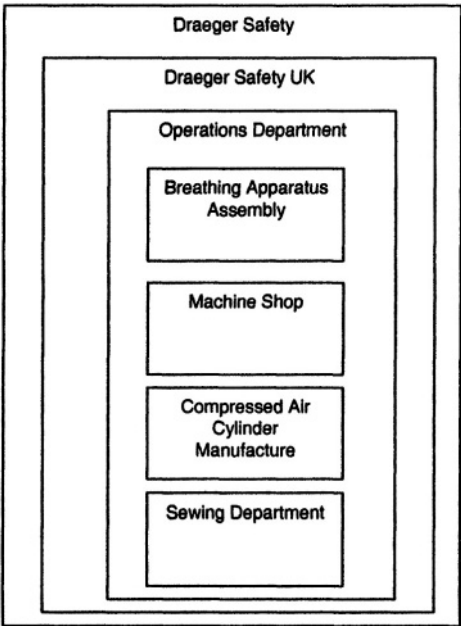 Draeger Safety
Draeger Safety UK
Operations Department
Breathing Apparatus
Assembly
Machine Shop
Compressed Air
Cylinder
Manufacture
Sewing Department